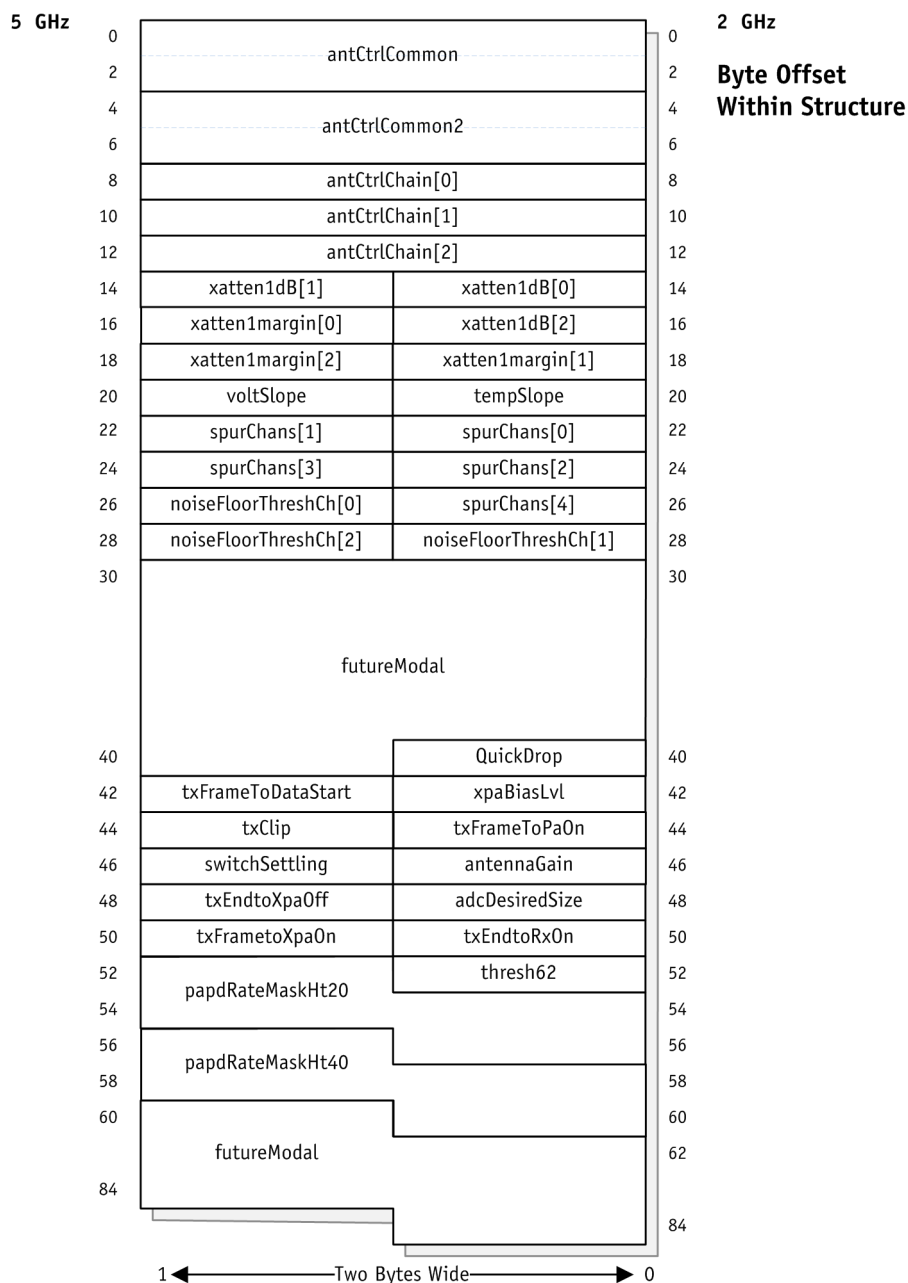 5 GHz
2 GHz
Byte Offset
Within Structure
0 antCtrlCommon 0
2 2
4 antCtrlCommon2 4
6 6
8 antCtrlChain[0] 8
10 antCtrlChain[1] 10
12 antCtrlChain[2] 12
14 xatten1dB[1] xatten1dB[0] 14
16 xatten1margin[0] xatten1dB[2] 16
18 xatten1margin[2] xatten1margin[1] 18
20 voltSlope tempSlope 20
22 spurChans[1] spurChans[0] 22
24 spurChans[3] spurChans[2] 24
26 noiseFloorThreshCh[0] spurChans[4] 26
28 noiseFloorThreshCh[2] noiseFloorThreshCh[1] 28
30 30
futureModal
40 QuickDrop 40
42 txFrameToDataStart xpaBiasLvl 42
44 txClip txFrameToPaOn 44
46 switchSettling antennaGain 46
48 txEndtoXpaOff adcDesiredSize 48
50 txFrametoXpaOn txEndtoRxOn 50
52 thresh62 52
papdRateMaskHt20
54 54
56 56
papdRateMaskHt40
58 58
60 60
futureModal 62
84
84
1 Two Bytes Wide 0